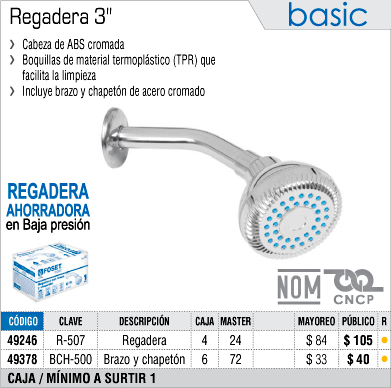 Regadera 3"
basic
❯ Cabeza de ABS cromada
❯ Boquillas de material termoplástico (TPR) que
facilita la limpieza
❯ Incluye brazo y chapetón de acero cromado
REGADERA
AHORRADORA
en Baja presión
FOSET
NOM
CNCP
CÓDIGO CLAVE DESCRIPCIÓN CAJA MASTER MAYOREO PÚBLICO R
49246 R-507 Regadera 4 24 $ 84 $ 105
49378 BCH-500 Brazo y chapetón 6 72 $ 33 $ 40
CAJA / MÍNIMO A SURTIR 1